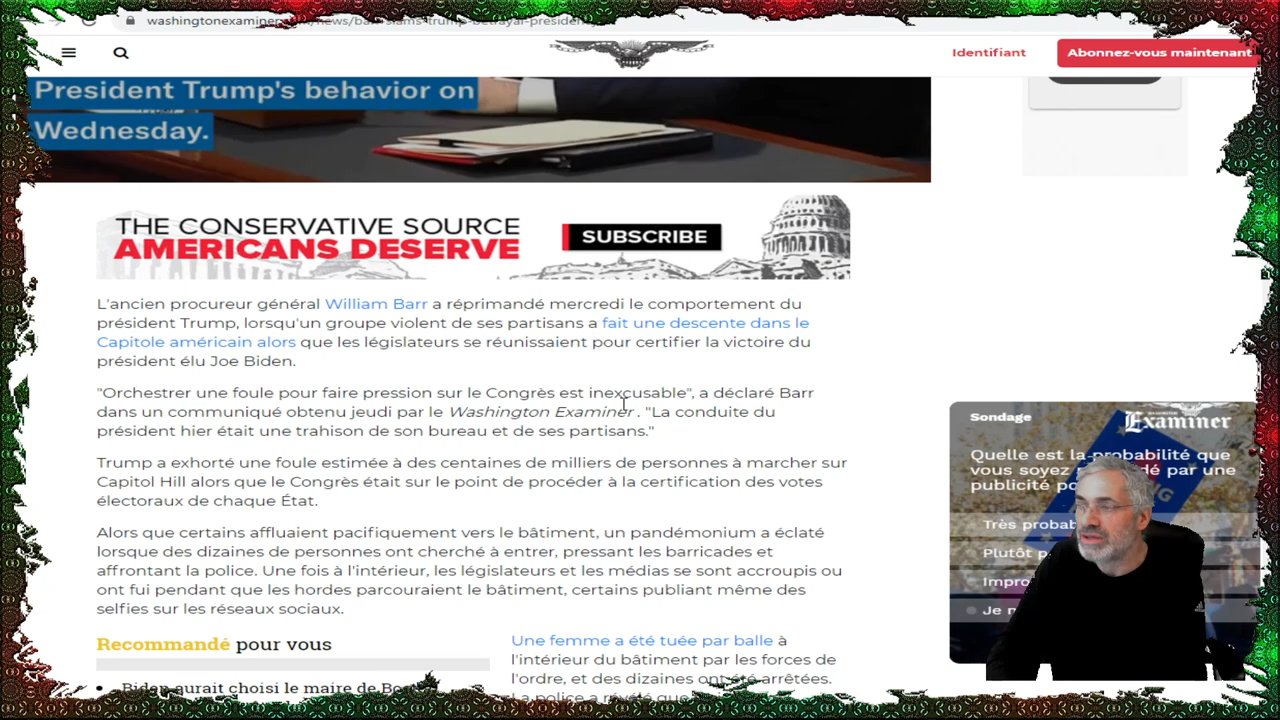 washingtonexaminer
Identifiant
Abonnez-vous maintenant
President Trump's behavior on
Wednesday.
THE CONSERVATIVE SOURCE
AMERICANS DESERVE
SUBSCRIBE
L'ancien procureur général William Barr a réprimandé mercredi le comportement du
président Trump, lorsqu'un groupe violent de ses partisans a fait une descente dans le
Capitole américain alors que les législateurs se réunissaient pour certifier la victoire du
président élu Joe Biden.
"Orchestrer une foule pour faire pression sur le Congrès est inexcusable", a déclaré Barr
dans un communiqué obtenu jeudi par le Washington Examiner . "La conduite du
président hier était une trahison de son bureau et de ses partisans."
Trump a exhorté une foule estimée à des centaines de milliers de personnes à marcher sur
Capitol Hill alors que le Congrès était sur le point de procéder à la certification des votes
électoraux de chaque État.
Alors que certains affluaient pacifiquement vers le bâtiment, un pandémonium a éclaté
lorsque des dizaines de personnes ont cherché à entrer, pressant les barricades et
affrontant la police. Une fois à l'intérieur, les législateurs et les médias se sont accroupis ou
ont fui pendant que les hordes parcouraient le bâtiment, certains publiant même des
selfies sur les réseaux sociaux.
Recommandé pour vous
Biden aurait choisi le maire de
Une femme a été tuée par balle à
l'intérieur du bâtiment par les forces de
l'ordre, et des dizaines ont été arrêtées.
police a révélé que
Sondage
Examiner
Quelle est la probabilité que
vous soyez par une
publicité
Très